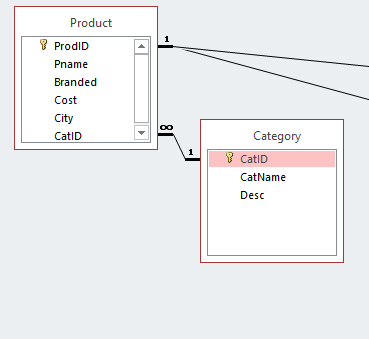 Product
ProdID
Pname
Branded
Cost
City
CatID
1
∞
1
Category
CatID
CatName
Desc